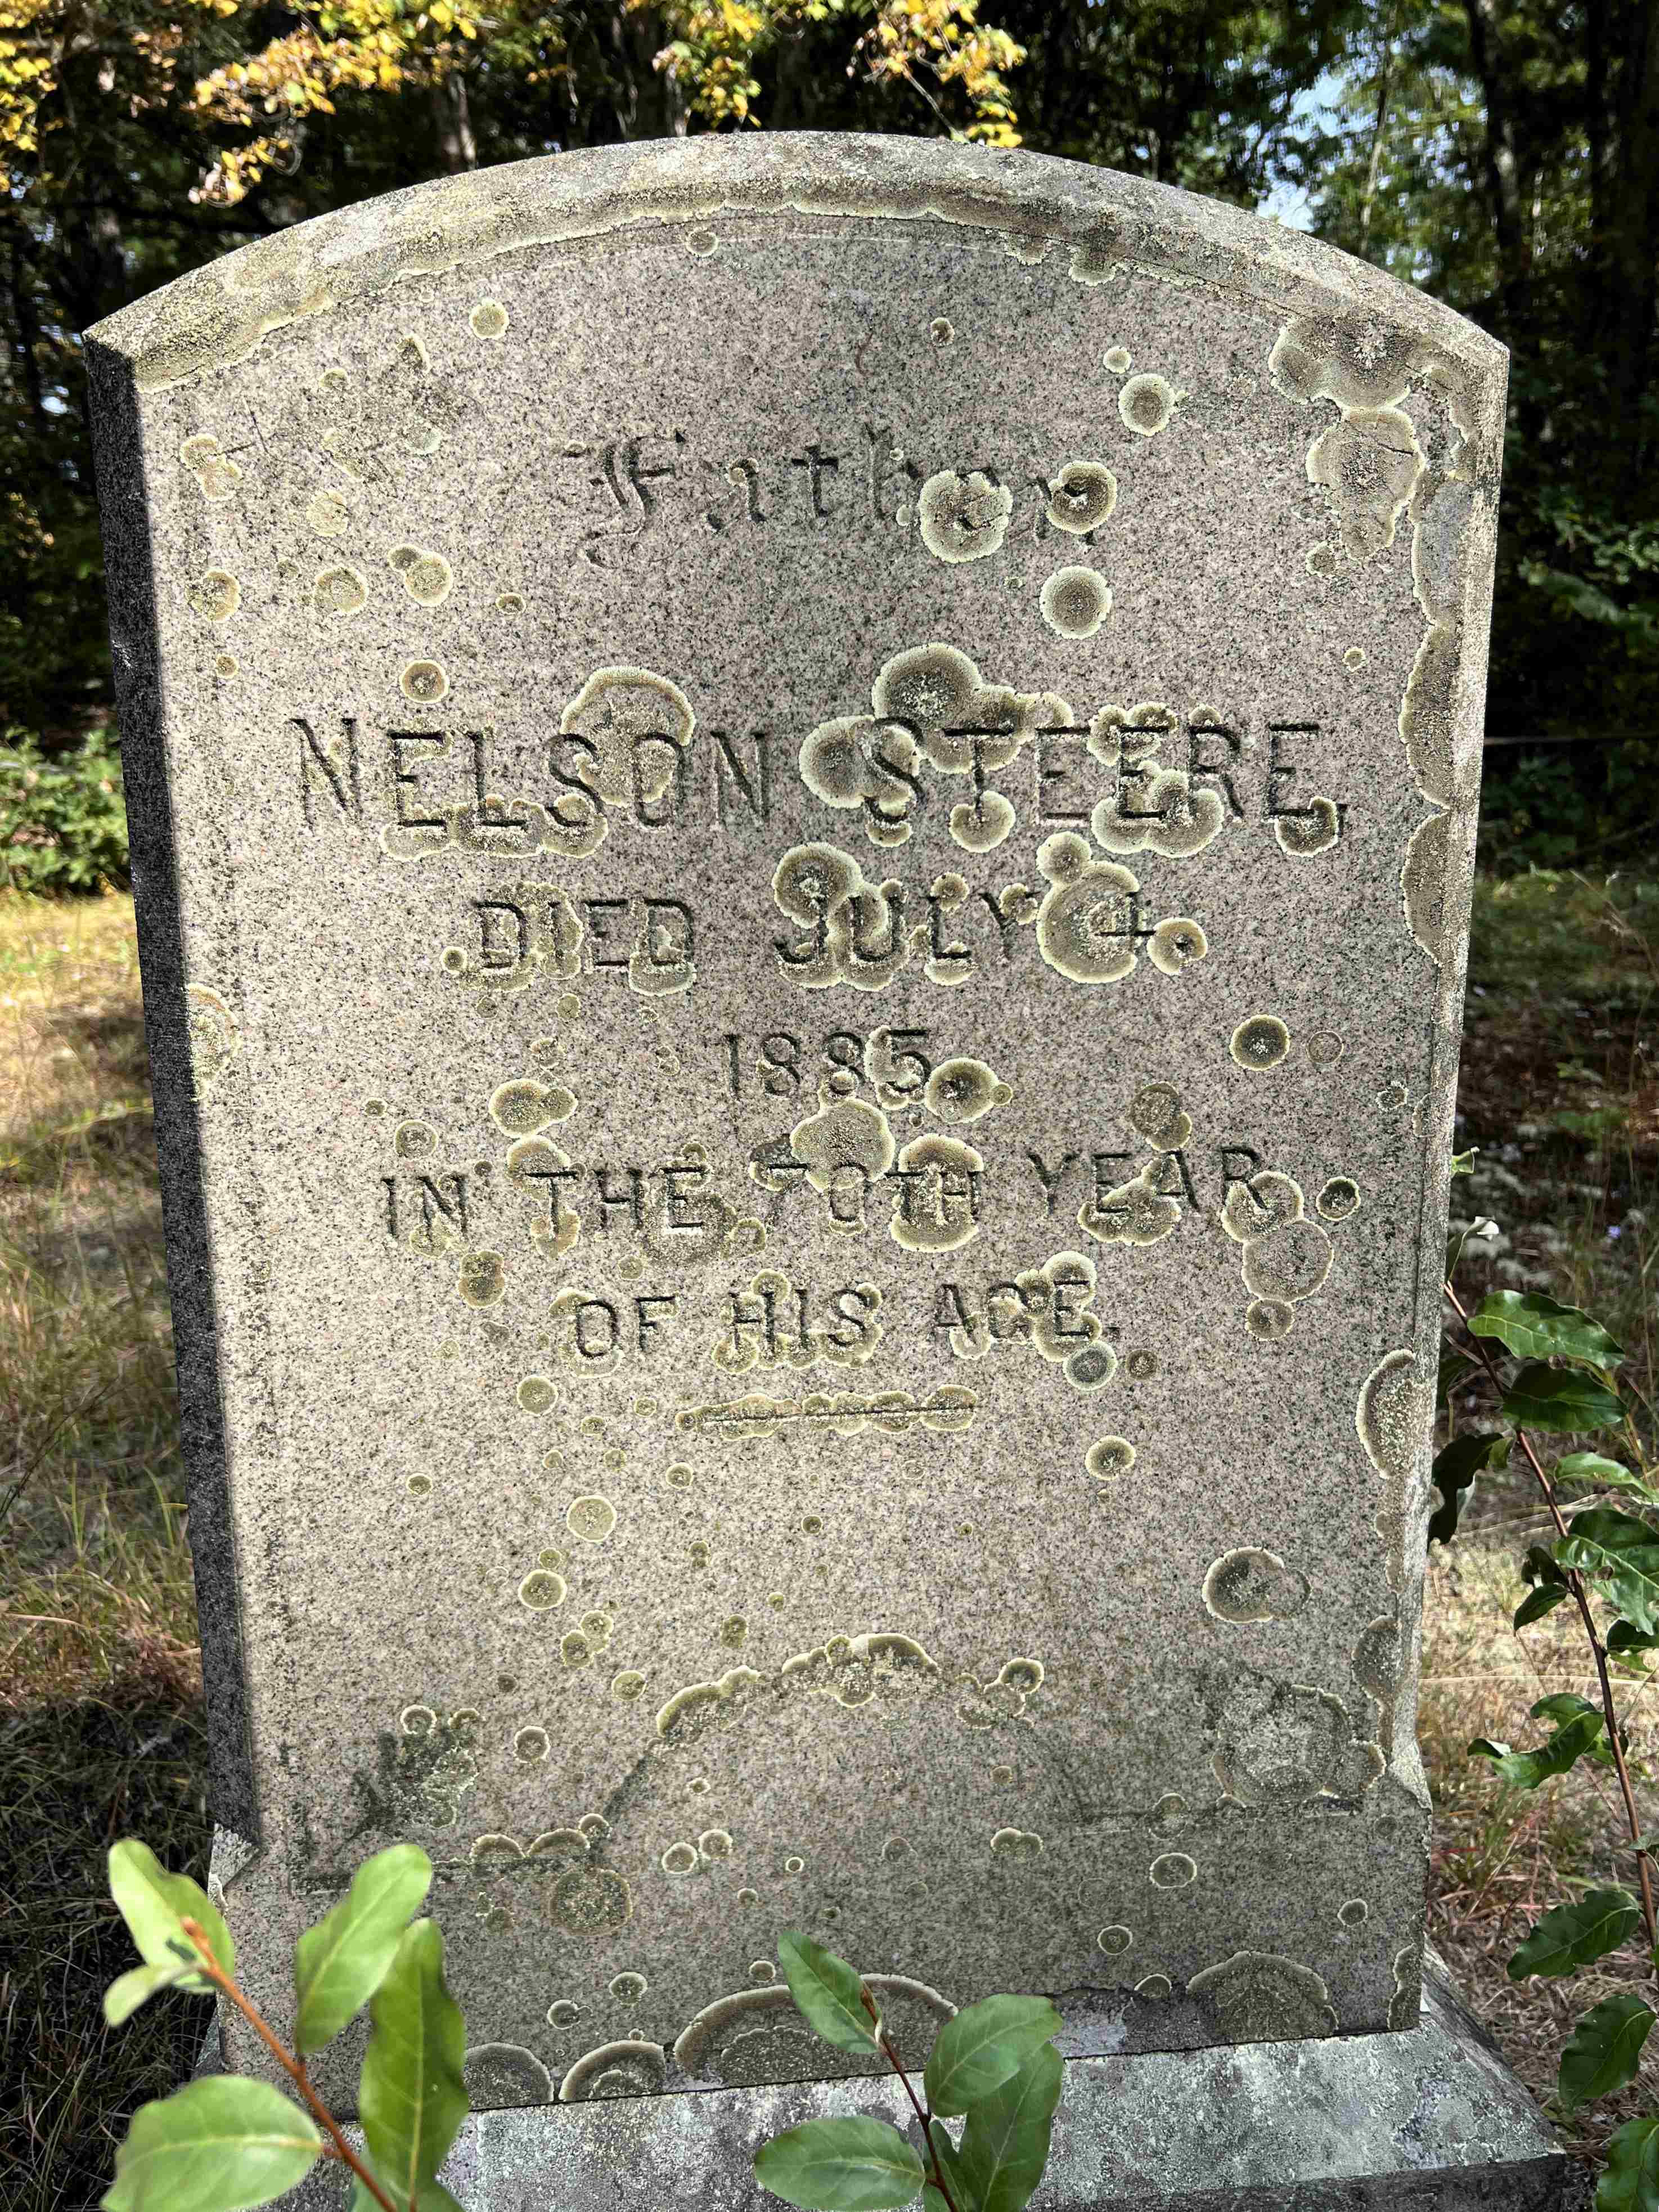 Father
NELSON STEERE,
DIED JULY 4,
1885,
IN THE 70TH YEAR
OF HIS AGE.